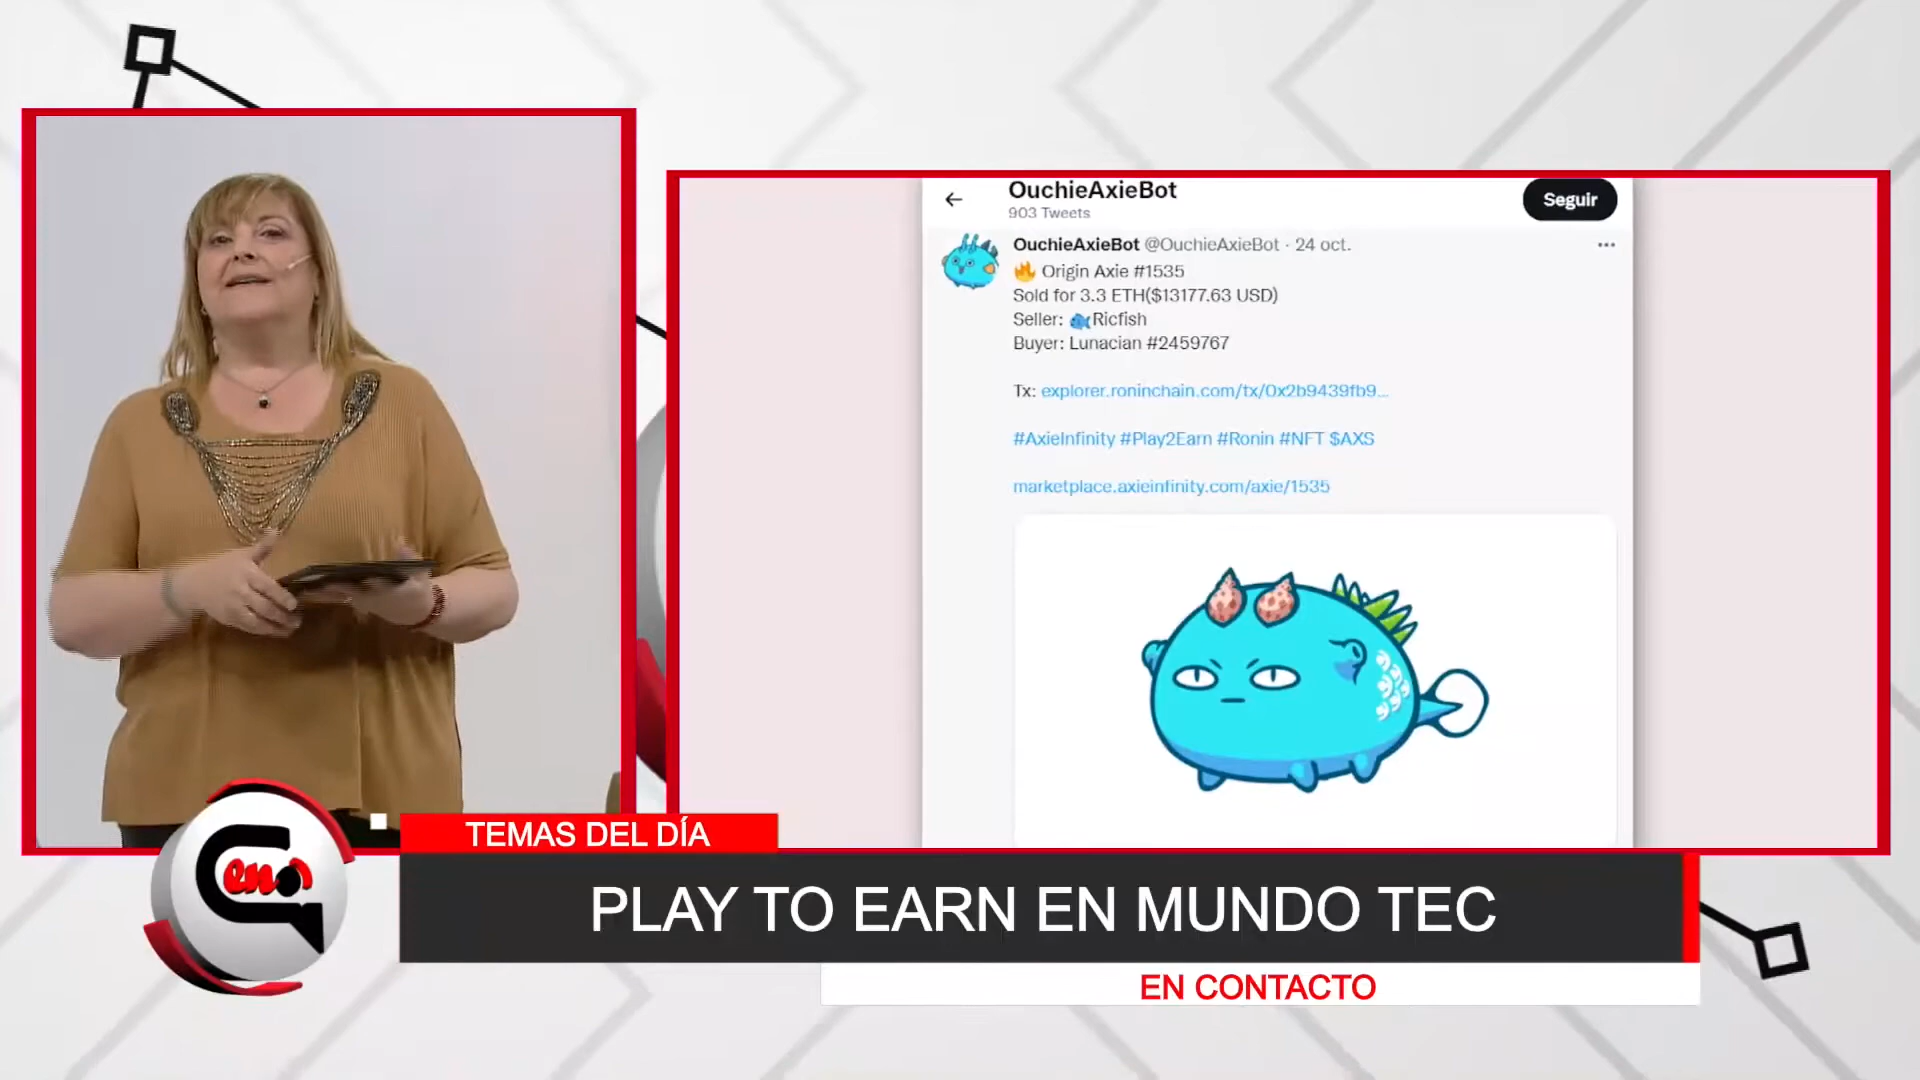 OuchieAxieBot
903 Tweets
Seguir
OuchieAxieBot @OuchieAxieBot · 24 oct.
🔥 Origin Axie #1535
Sold for 3.3 ETH($13177.63 USD)
Seller: 🐟Ricfish
Buyer: Lunacian #2459767
Tx: explorer.roninchain.com/tx/0x2b9439fb9...
#AxieInfinity #Play2Earn #Ronin #NFT $AXS
marketplace.axieinfinity.com/axie/1535
TEMAS DEL DÍA
en
PLAY TO EARN EN MUNDO TEC
EN CONTACTO